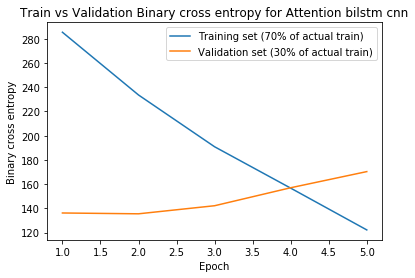 Train vs Validation Binary cross entropy for Attention bilstm cnn
Training set (70% of actual train)
Validation set (30% of actual train)
Binary cross entropy
280
260
240
220
200
180
160
140
120
1.0 1.5 2.0 2.5 3.0 3.5 4.0 4.5 5.0
Epoch